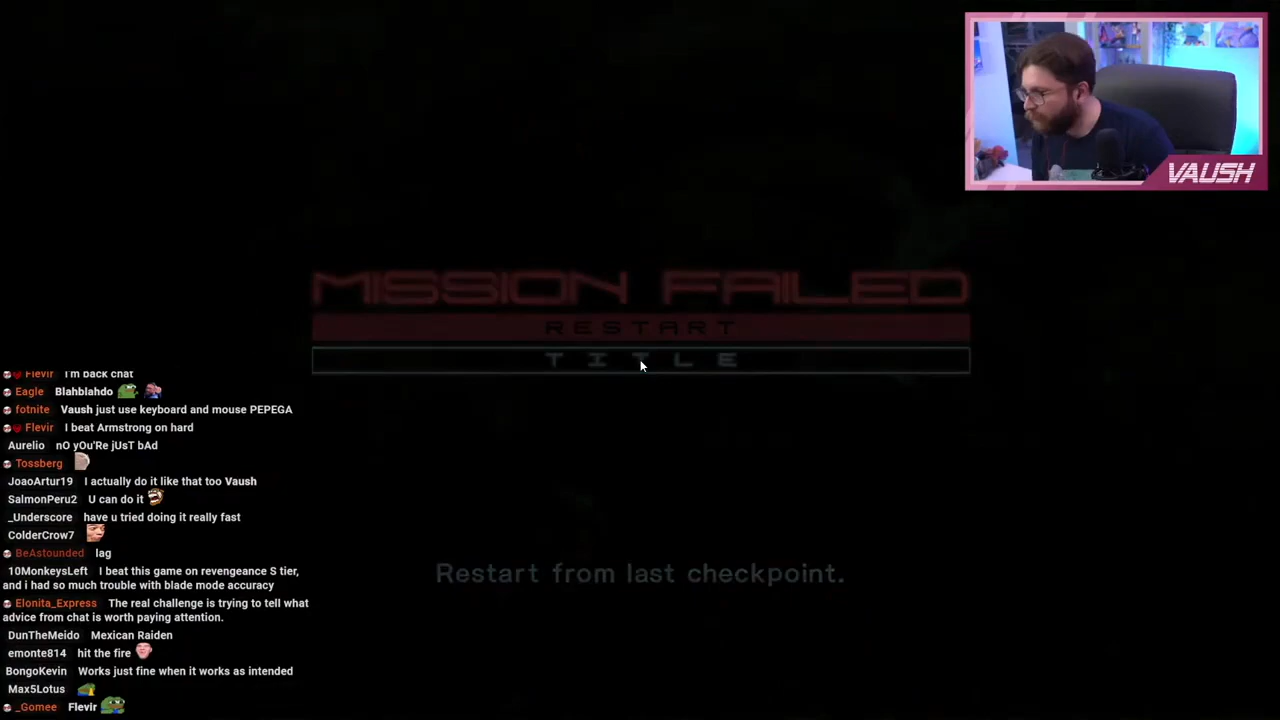 VAUSH
MISSION FAILED
RESTART
TITLE
Restart from last checkpoint.
Flevir I'm back chat
Eagle Blahblahdo
fotnite Vaush just use keyboard and mouse PEPEGA
Flevir I beat Armstrong on hard
Aurelio nO yOu'RE jUsT bAd
Tossberg
JoaoArtur19 I actually do it like that too Vaush
SalmonPeru2 U can do it
_Underscore have u tried doing it really fast
ColderCrow7
BeAstounded lag
10MonkeysLeft I beat this game on revengeance S tier,
and i had so much trouble with blade mode accuracy
Elonita_Express The real challenge is trying to tell what
advice from chat is worth paying attention.
DunTheMeido Mexican Raiden
emonte814 hit the fire
BongoKevin Works just fine when it works as intended
Max5Lotus
_Gomee Flevir